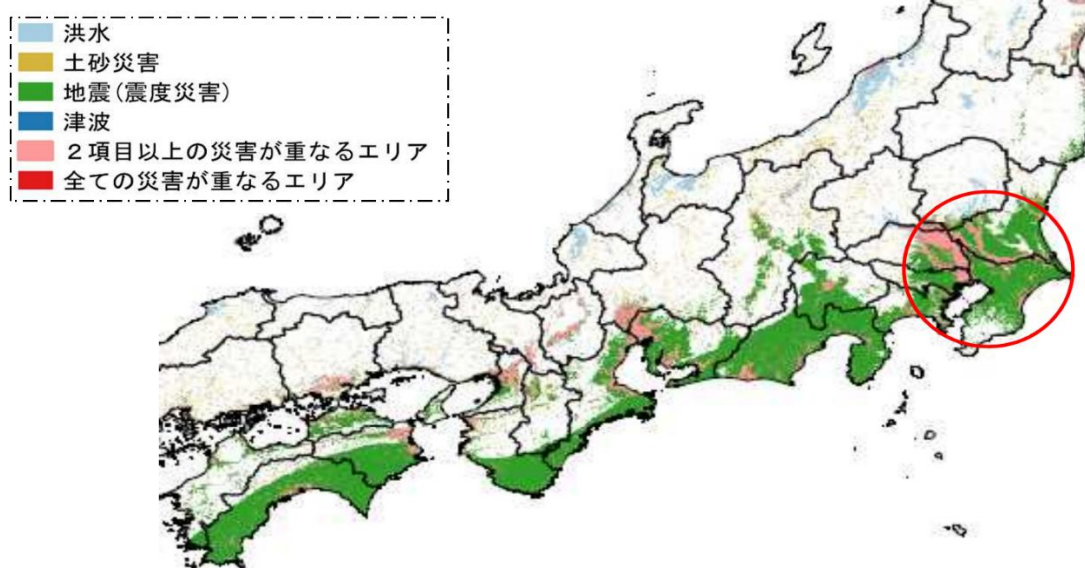 洪水
土砂災害
地震(震度災害)
津波
２項目以上の災害が重なるエリア
全ての災害が重なるエリア